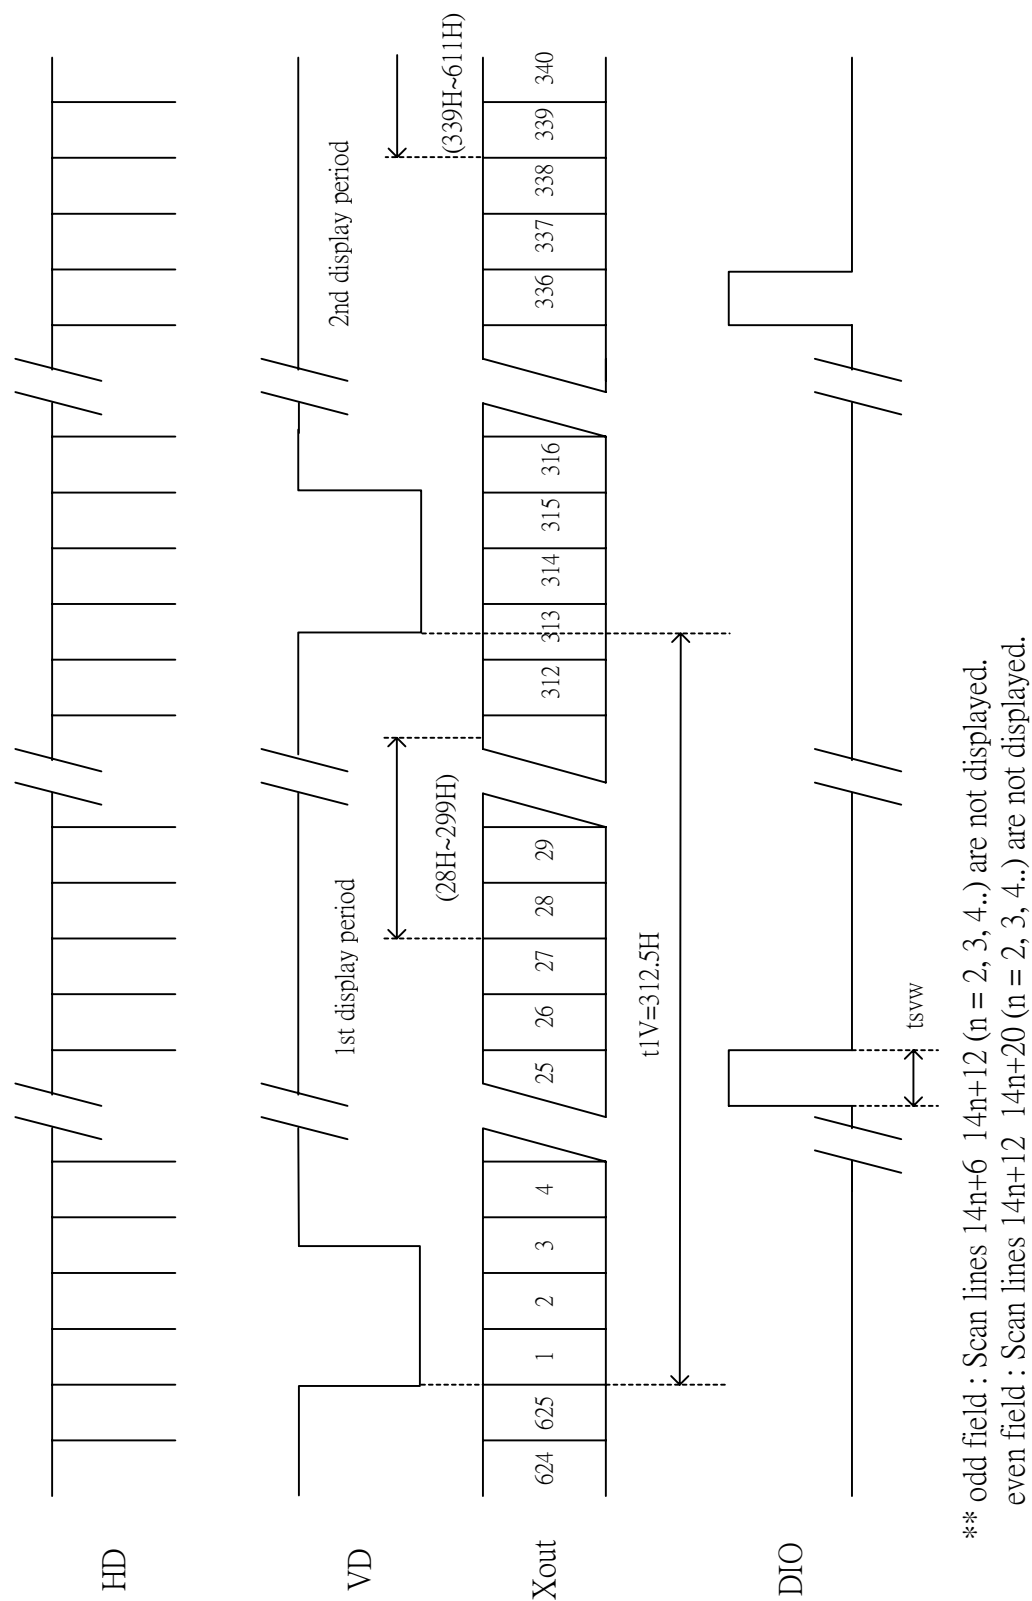 HD
VD
1st display period
2nd display period
(28H~299H)
(339H~611H)
Xout
624 625 1 2 3 4 25 26 27 28 29 312 313 314 315 316 336 337 338 339 340
t1V=312.5H
DIO
tsvw
** odd field : Scan lines 14n+6 14n+12 (n = 2, 3, 4..) are not displayed.
even field : Scan lines 14n+12 14n+20 (n = 2, 3, 4..) are not displayed.